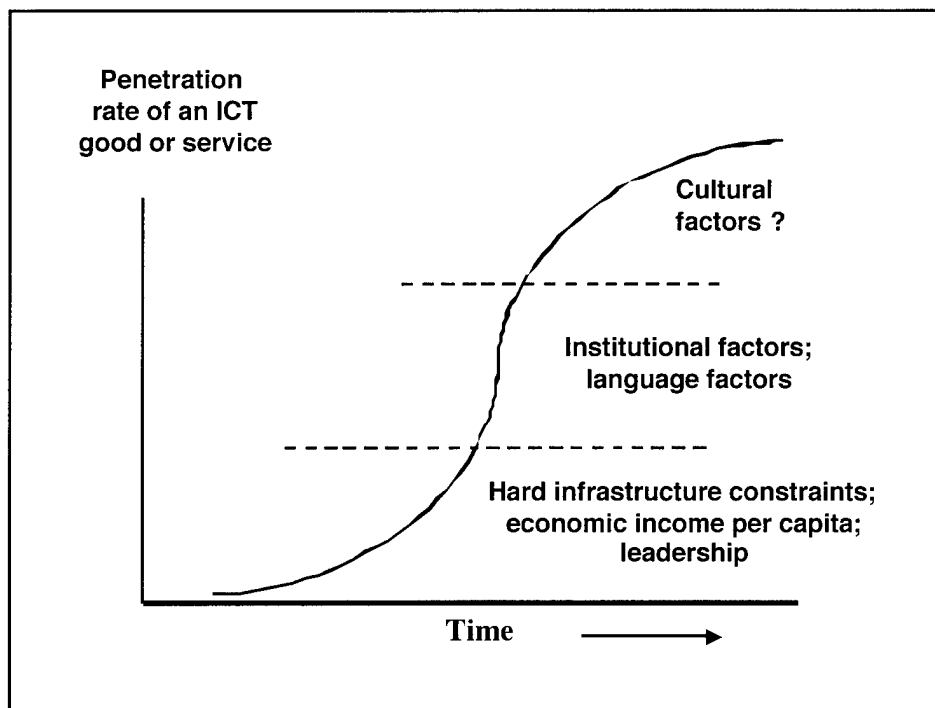 Penetration
rate of an ICT
good or service
Cultural
factors ?
Institutional factors;
language factors
Hard infrastructure constraints;
economic income per capita;
leadership
Time